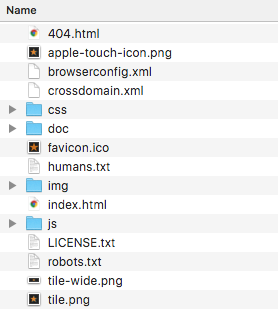 Name
404.html
apple-touch-icon.png
browserconfig.xml
crossdomain.xml
css
doc
favicon.ico
humans.txt
img
index.html
js
LICENSE.txt
robots.txt
tile-wide.png
tile.png